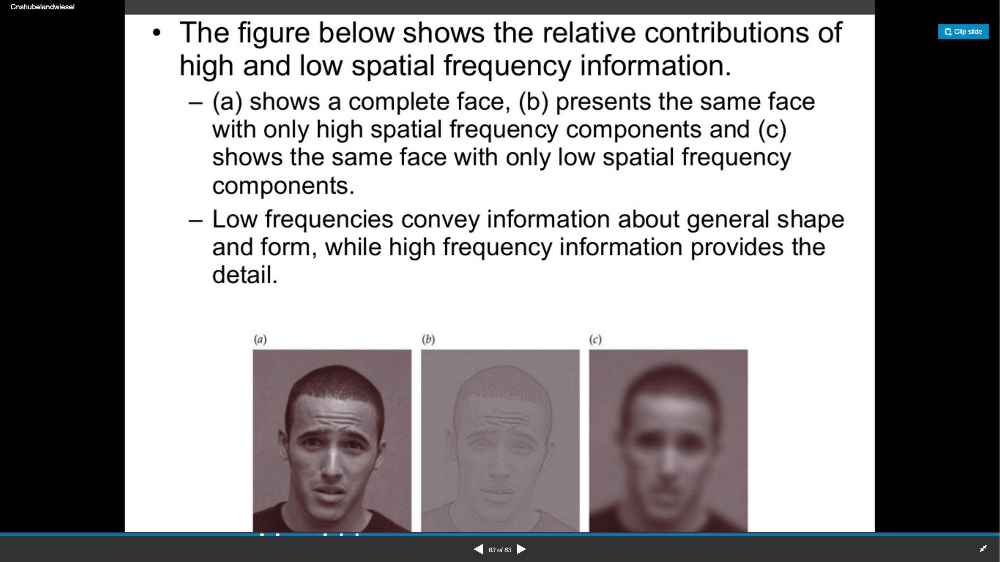 Cnshubelandwiesel
Clip slide
• The figure below shows the relative contributions of
high and low spatial frequency information.
– (a) shows a complete face, (b) presents the same face
with only high spatial frequency components and (c)
shows the same face with only low spatial frequency
components.
– Low frequencies convey information about general shape
and form, while high frequency information provides the
detail.
(a) (b) (c)
63 of 63